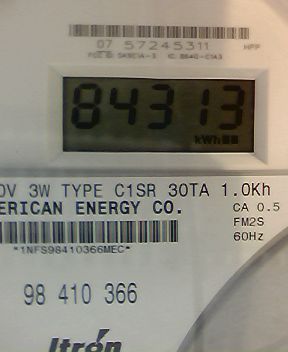 07 57245311
84313
kWh
0V 3W TYPE C1SR 30TA 1.0Kh
ERICAN ENERGY CO. CA 0.5
FM2S
60Hz
*1NFS98410366MEC*
98 410 366
Itrón